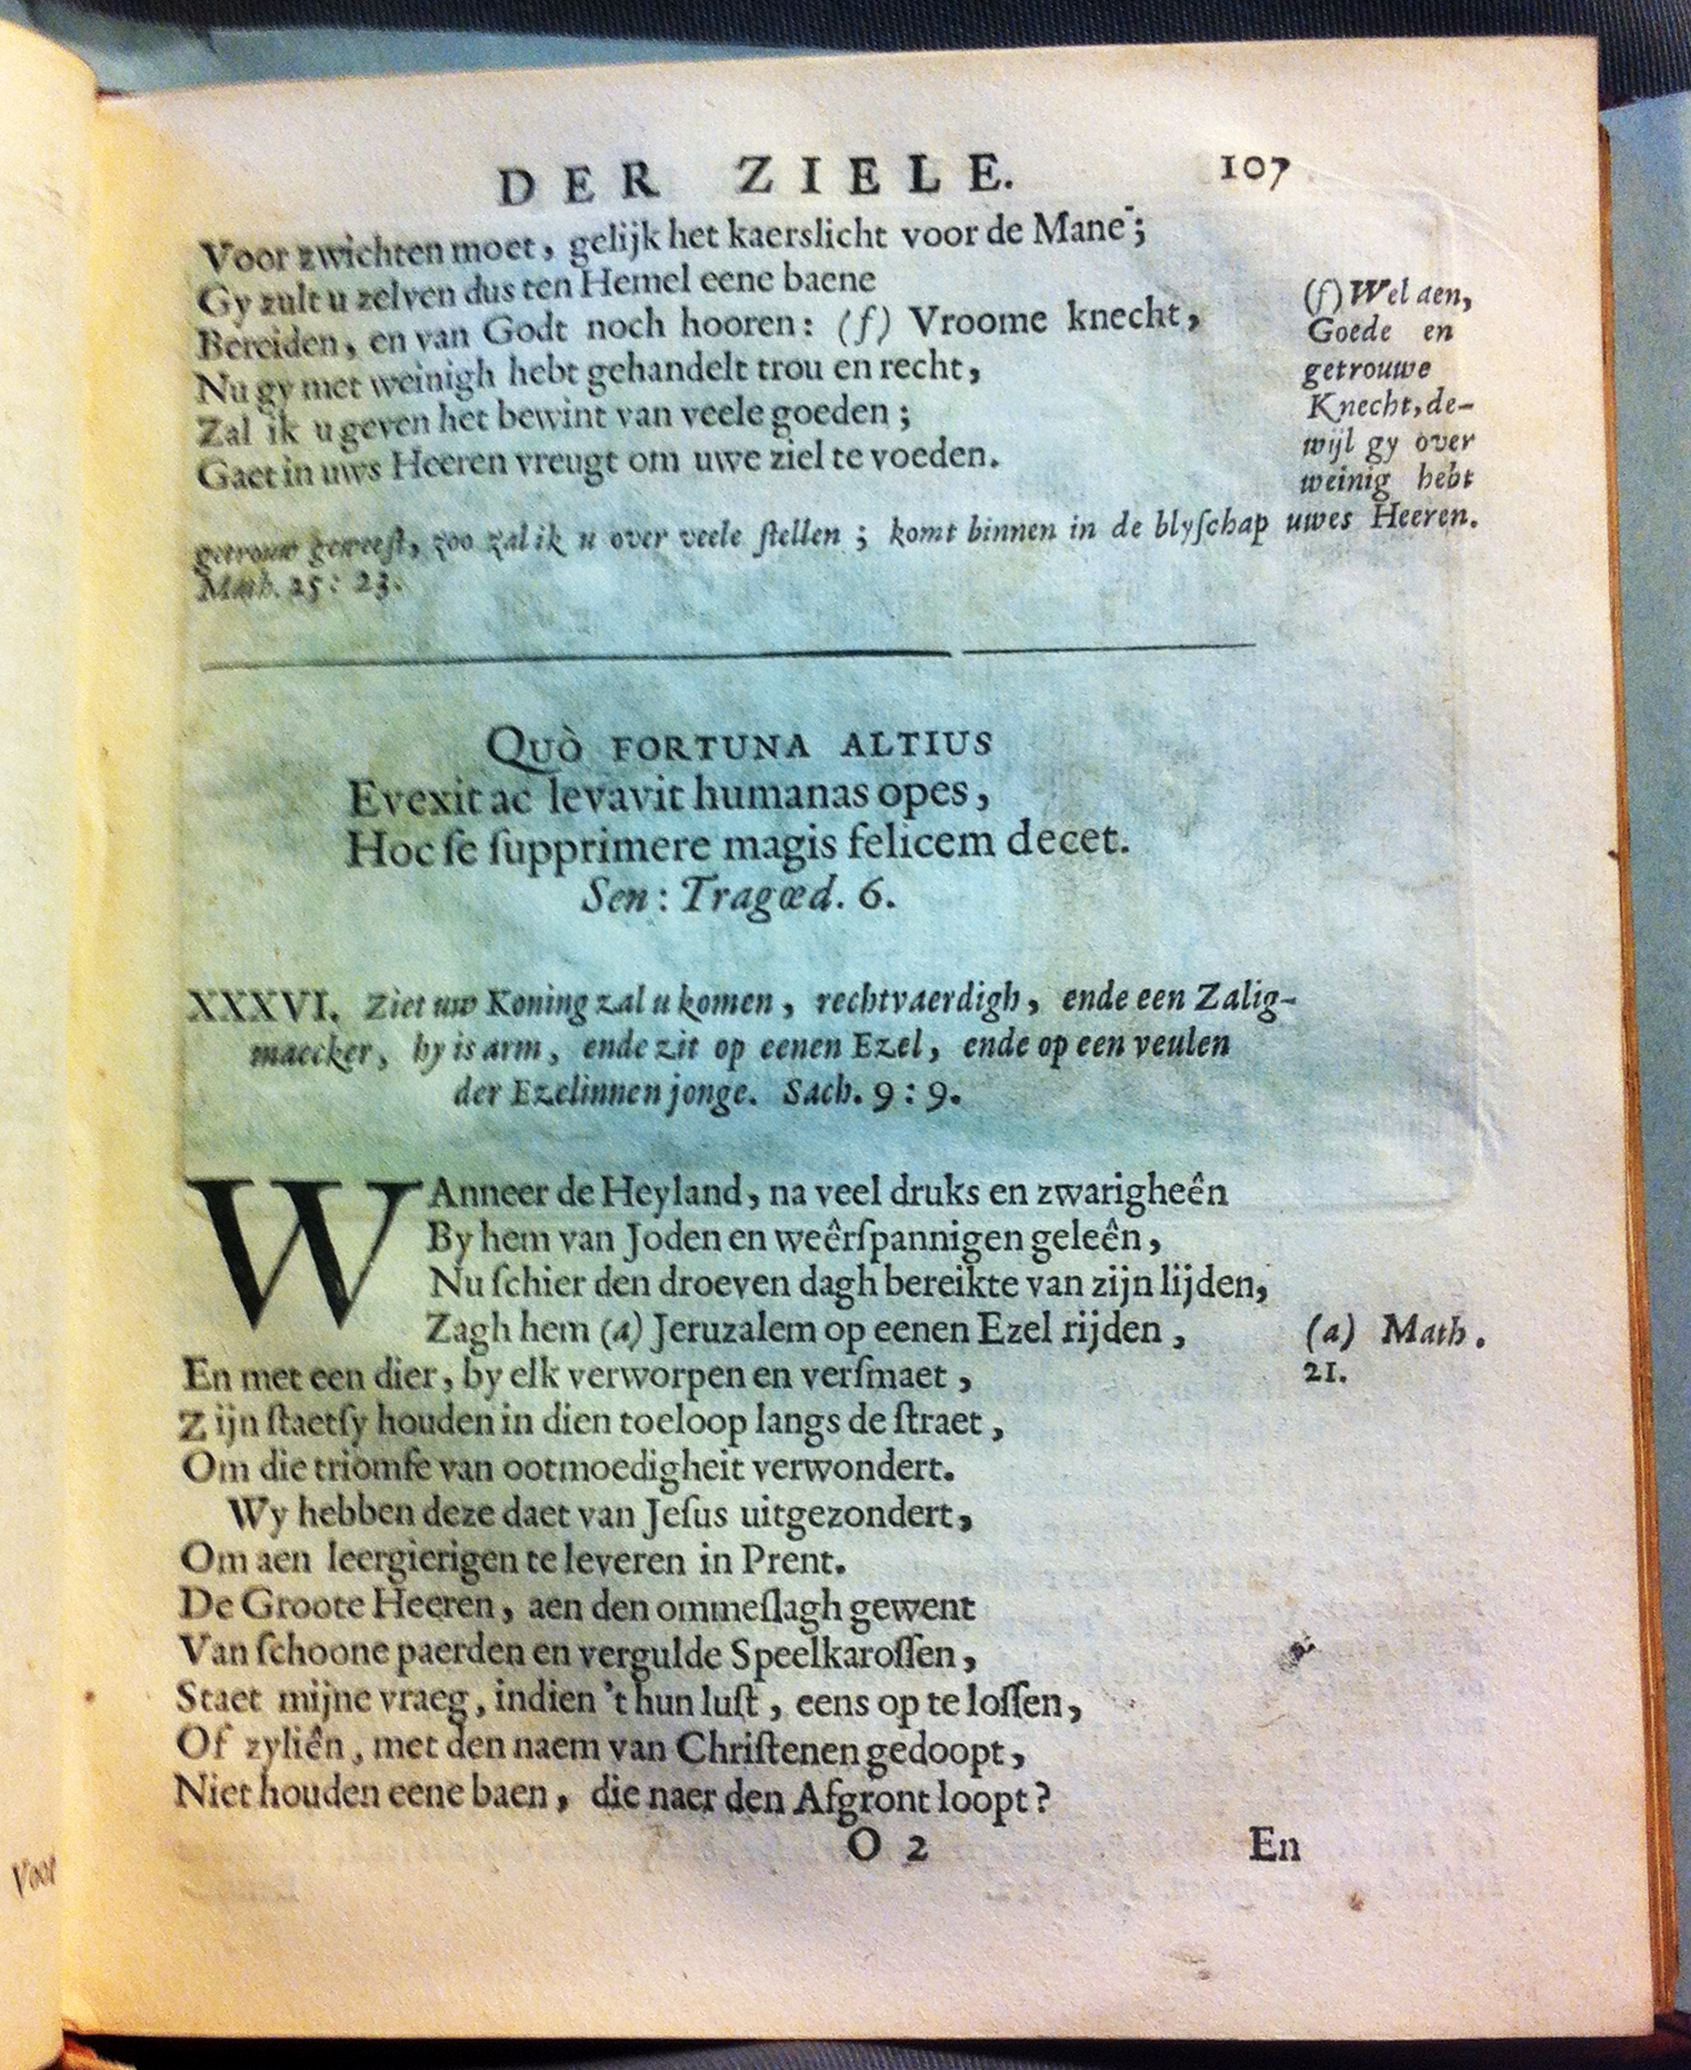 DER ZIELE. 107
Voor zwichten moet, gelijk het kaerslicht voor de Mane;
Gy zult u zelven dus ten Hemel eene baene
Bereiden, en van Godt noch hooren: (f) Vroome knecht,
Nu gy met weinigh hebt gehandelt trou en recht,
Zal ik u geven het bewint van veele goeden;
Gaet in uws Heeren vreugt om uwe ziel te voeden.
(f) Wel aen,
Goede en
getrouwe
Knecht, de-
wijl gy over
weinig hebt
getrouw geweeſt, zoo zal ik u over veele ſtellen; komt binnen in de blyſchap uwes Heeren.
Math. 25: 23.
QUÒ FORTUNA ALTIUS
Evexit ac levavit humanas opes,
Hoc ſe ſupprimere magis felicem decet.
Sen: Tragœd. 6.
XXXVI. Ziet uw Koning zal u komen, rechtvaerdigh, ende een Zalig-
maecker, hy is arm, ende zit op eenen Ezel, ende op een veulen
der Ezelinnen jonge. Sach. 9: 9.
WAnneer de Heyland, na veel druks en zwarigheên
By hem van Joden en weêrſpannigen geleên,
Nu ſchier den droeven dagh bereikte van zijn lijden,
Zagh hem (a) Jeruzalem op eenen Ezel rijden,
En met een dier, by elk verworpen en verſmaet,
Zijn ſtaetſy houden in dien toeloop langs de ſtraet,
Om die triomfe van ootmoedigheit verwondert.
Wy hebben deze daet van Jeſus uitgezondert,
Om aen leergierigen te leveren in Prent.
De Groote Heeren, aen den ommeſlagh gewent
Van ſchoone paerden en vergulde Speelkaroſſen,
Staet mijne vraeg, indien 't hun luſt, eens op te loſſen,
Of zyliên, met den naem van Chriſtenen gedoopt,
Niet houden eene baen, die naer den Afgront loopt?
(a) Math.
21.
O 2 En
Voor